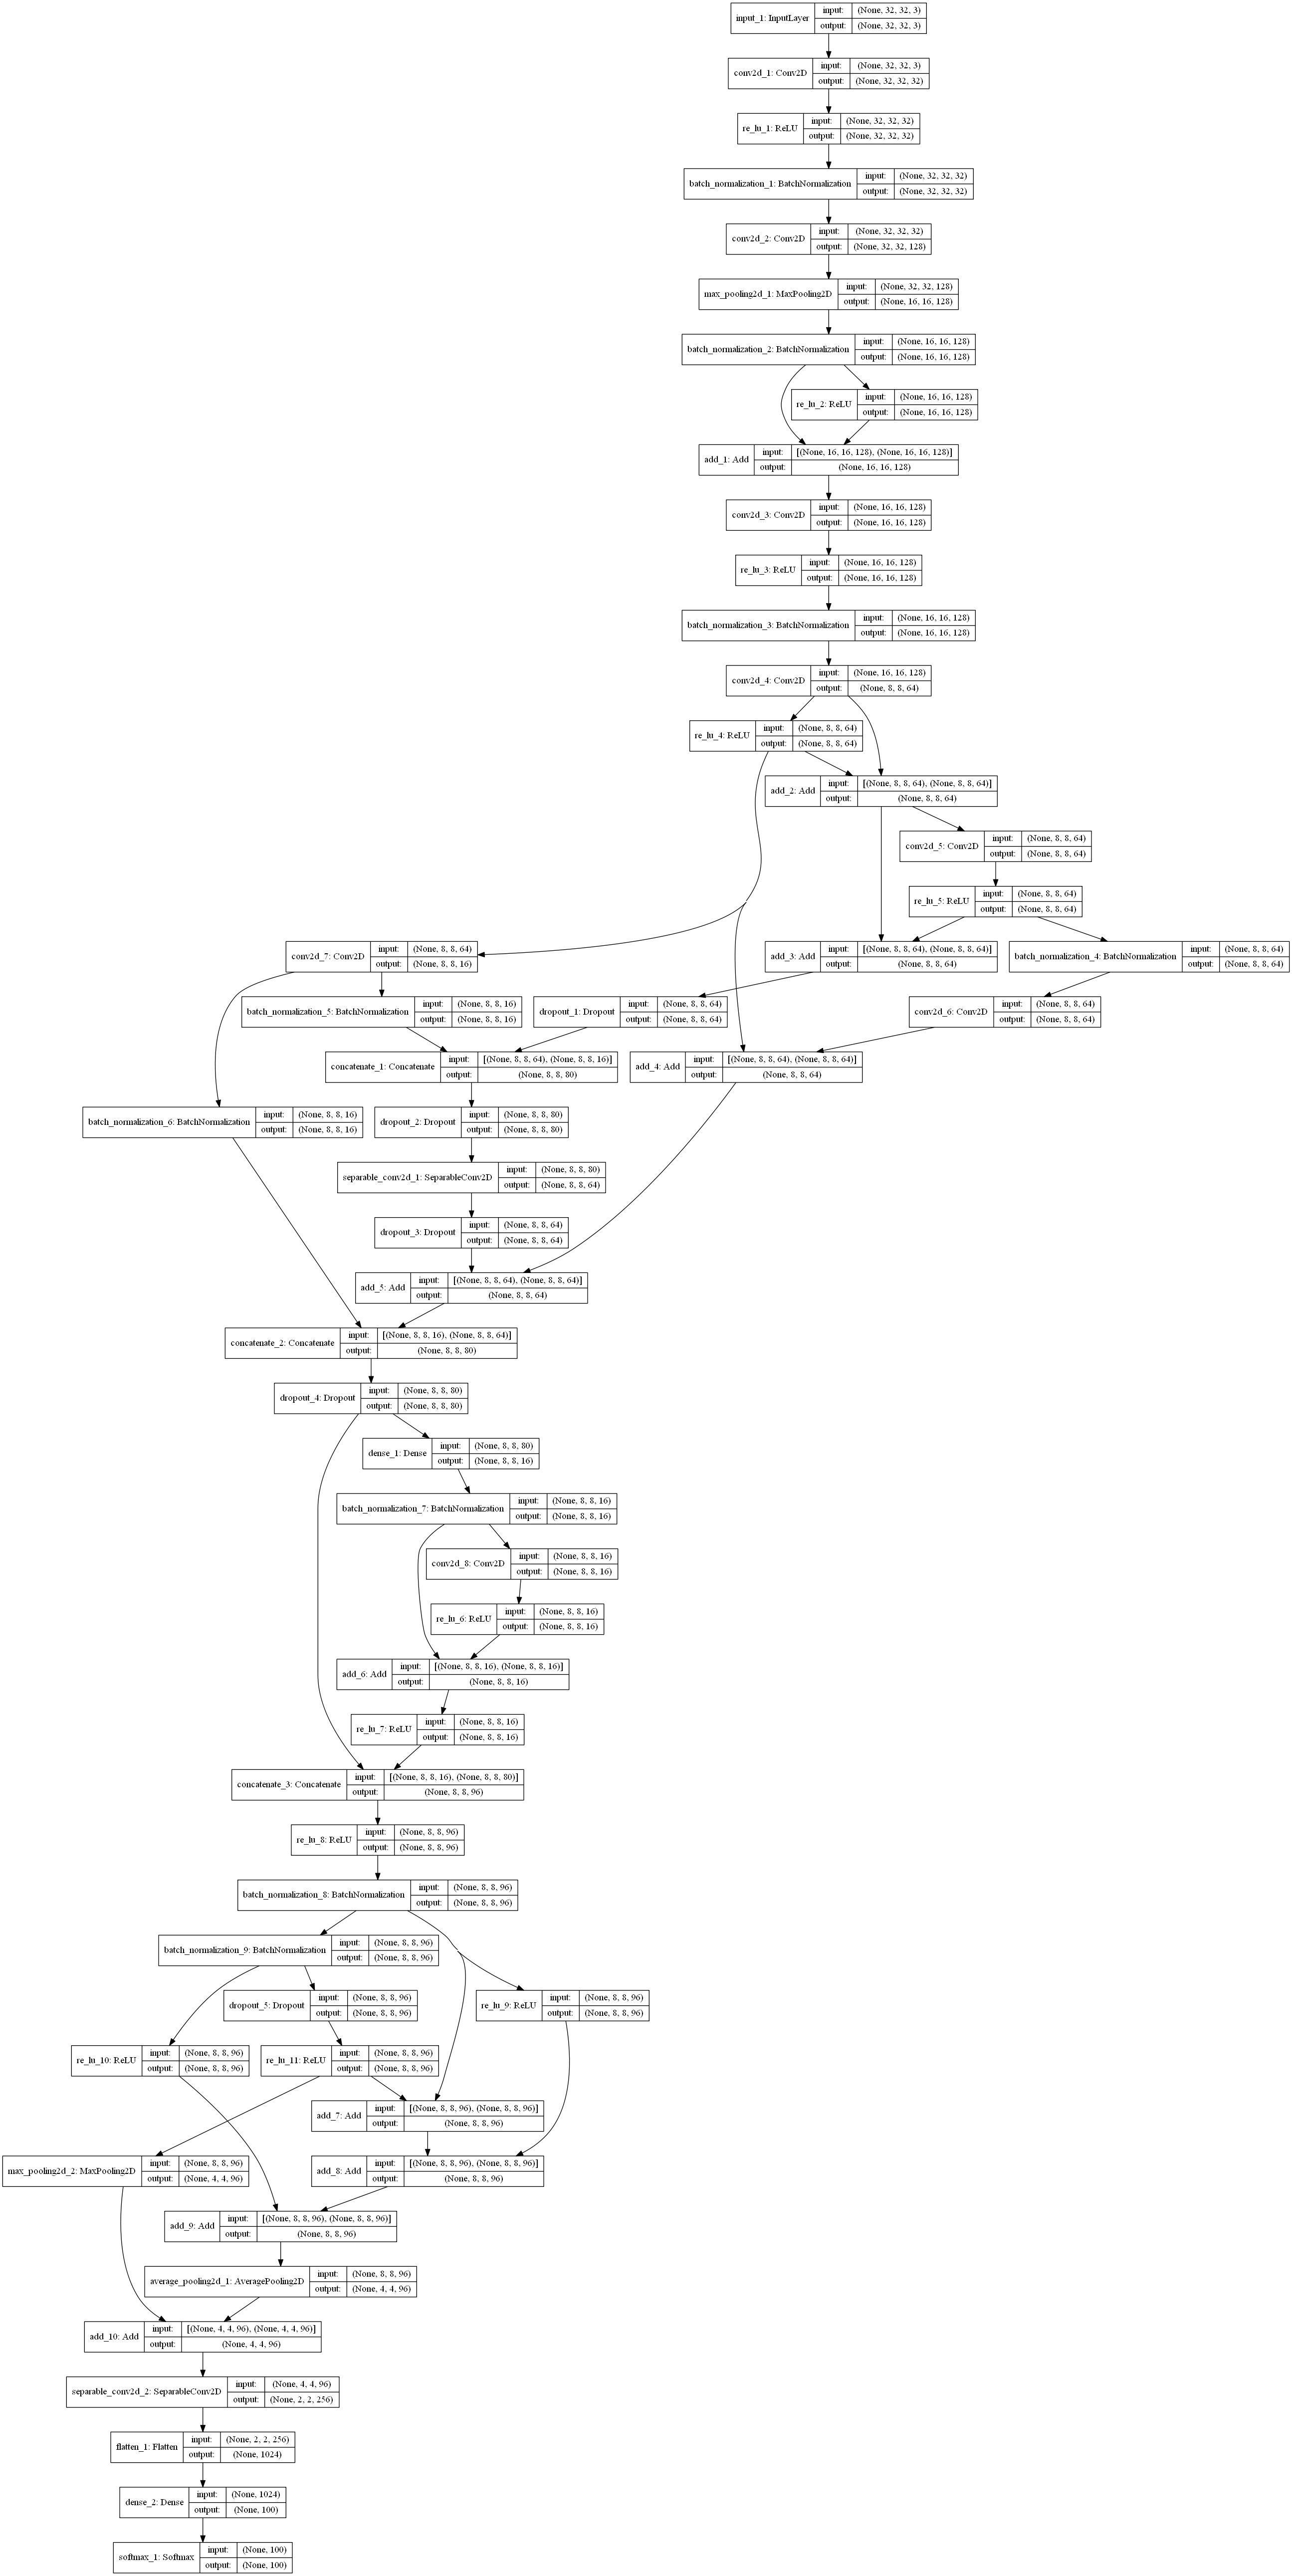 input_1: InputLayer input: (None, 32, 32, 3)
output: (None, 32, 32, 3)
conv2d_1: Conv2D input: (None, 32, 32, 3)
output: (None, 32, 32, 32)
re_lu_1: ReLU input: (None, 32, 32, 32)
output: (None, 32, 32, 32)
batch_normalization_1: BatchNormalization input: (None, 32, 32, 32)
output: (None, 32, 32, 32)
conv2d_2: Conv2D input: (None, 32, 32, 32)
output: (None, 32, 32, 128)
max_pooling2d_1: MaxPooling2D input: (None, 32, 32, 128)
output: (None, 16, 16, 128)
batch_normalization_2: BatchNormalization input: (None, 16, 16, 128)
output: (None, 16, 16, 128)
re_lu_2: ReLU input: (None, 16, 16, 128)
output: (None, 16, 16, 128)
add_1: Add input: [(None, 16, 16, 128), (None, 16, 16, 128)]
output: (None, 16, 16, 128)
conv2d_3: Conv2D input: (None, 16, 16, 128)
output: (None, 16, 16, 128)
re_lu_3: ReLU input: (None, 16, 16, 128)
output: (None, 16, 16, 128)
batch_normalization_3: BatchNormalization input: (None, 16, 16, 128)
output: (None, 16, 16, 128)
conv2d_4: Conv2D input: (None, 16, 16, 128)
output: (None, 8, 8, 64)
re_lu_4: ReLU input: (None, 8, 8, 64)
output: (None, 8, 8, 64)
add_2: Add input: [(None, 8, 8, 64), (None, 8, 8, 64)]
output: (None, 8, 8, 64)
conv2d_5: Conv2D input: (None, 8, 8, 64)
output: (None, 8, 8, 64)
re_lu_5: ReLU input: (None, 8, 8, 64)
output: (None, 8, 8, 64)
conv2d_7: Conv2D input: (None, 8, 8, 64)
output: (None, 8, 8, 16)
add_3: Add input: [(None, 8, 8, 64), (None, 8, 8, 64)]
output: (None, 8, 8, 64)
batch_normalization_4: BatchNormalization input: (None, 8, 8, 64)
output: (None, 8, 8, 64)
batch_normalization_5: BatchNormalization input: (None, 8, 8, 16)
output: (None, 8, 8, 16)
dropout_1: Dropout input: (None, 8, 8, 64)
output: (None, 8, 8, 64)
conv2d_6: Conv2D input: (None, 8, 8, 64)
output: (None, 8, 8, 64)
concatenate_1: Concatenate input: [(None, 8, 8, 64), (None, 8, 8, 16)]
output: (None, 8, 8, 80)
add_4: Add input: [(None, 8, 8, 64), (None, 8, 8, 64)]
output: (None, 8, 8, 64)
batch_normalization_6: BatchNormalization input: (None, 8, 8, 16)
output: (None, 8, 8, 16)
dropout_2: Dropout input: (None, 8, 8, 80)
output: (None, 8, 8, 80)
separable_conv2d_1: SeparableConv2D input: (None, 8, 8, 80)
output: (None, 8, 8, 64)
dropout_3: Dropout input: (None, 8, 8, 64)
output: (None, 8, 8, 64)
add_5: Add input: [(None, 8, 8, 64), (None, 8, 8, 64)]
output: (None, 8, 8, 64)
concatenate_2: Concatenate input: [(None, 8, 8, 16), (None, 8, 8, 64)]
output: (None, 8, 8, 80)
dropout_4: Dropout input: (None, 8, 8, 80)
output: (None, 8, 8, 80)
dense_1: Dense input: (None, 8, 8, 80)
output: (None, 8, 8, 16)
batch_normalization_7: BatchNormalization input: (None, 8, 8, 16)
output: (None, 8, 8, 16)
conv2d_8: Conv2D input: (None, 8, 8, 16)
output: (None, 8, 8, 16)
re_lu_6: ReLU input: (None, 8, 8, 16)
output: (None, 8, 8, 16)
add_6: Add input: [(None, 8, 8, 16), (None, 8, 8, 16)]
output: (None, 8, 8, 16)
re_lu_7: ReLU input: (None, 8, 8, 16)
output: (None, 8, 8, 16)
concatenate_3: Concatenate input: [(None, 8, 8, 16), (None, 8, 8, 80)]
output: (None, 8, 8, 96)
re_lu_8: ReLU input: (None, 8, 8, 96)
output: (None, 8, 8, 96)
batch_normalization_8: BatchNormalization input: (None, 8, 8, 96)
output: (None, 8, 8, 96)
batch_normalization_9: BatchNormalization input: (None, 8, 8, 96)
output: (None, 8, 8, 96)
dropout_5: Dropout input: (None, 8, 8, 96)
output: (None, 8, 8, 96)
re_lu_9: ReLU input: (None, 8, 8, 96)
output: (None, 8, 8, 96)
re_lu_10: ReLU input: (None, 8, 8, 96)
output: (None, 8, 8, 96)
re_lu_11: ReLU input: (None, 8, 8, 96)
output: (None, 8, 8, 96)
add_7: Add input: [(None, 8, 8, 96), (None, 8, 8, 96)]
output: (None, 8, 8, 96)
max_pooling2d_2: MaxPooling2D input: (None, 8, 8, 96)
output: (None, 4, 4, 96)
add_8: Add input: [(None, 8, 8, 96), (None, 8, 8, 96)]
output: (None, 8, 8, 96)
add_9: Add input: [(None, 8, 8, 96), (None, 8, 8, 96)]
output: (None, 8, 8, 96)
average_pooling2d_1: AveragePooling2D input: (None, 8, 8, 96)
output: (None, 4, 4, 96)
add_10: Add input: [(None, 4, 4, 96), (None, 4, 4, 96)]
output: (None, 4, 4, 96)
separable_conv2d_2: SeparableConv2D input: (None, 4, 4, 96)
output: (None, 2, 2, 256)
flatten_1: Flatten input: (None, 2, 2, 256)
output: (None, 1024)
dense_2: Dense input: (None, 1024)
output: (None, 100)
softmax_1: Softmax input: (None, 100)
output: (None, 100)